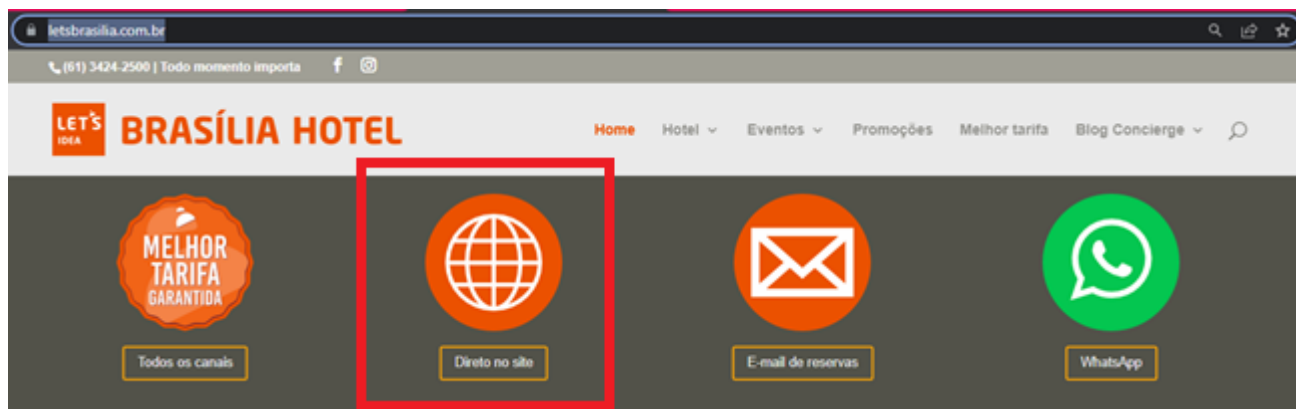 letsbrasilia.com.br
(61) 3424-2500 | Todo momento importa
LET'S
IDEA
BRASÍLIA HOTEL
Home Hotel Eventos Promoções Melhor tarifa Blog Concierge
MELHOR
TARIFA
GARANTIDA
Todos os canais Direto no site E-mail de reservas WhatsApp